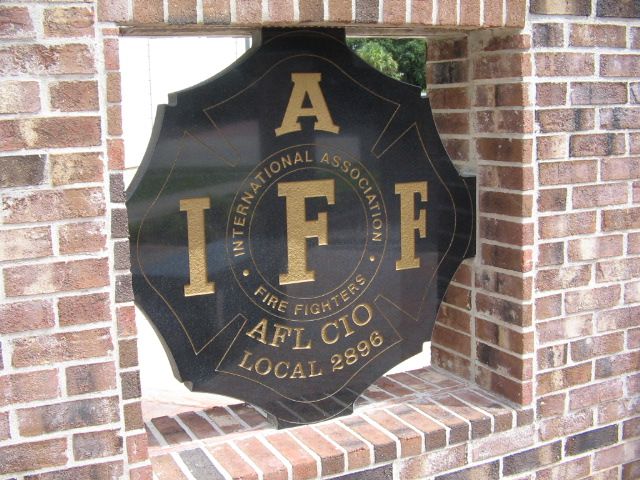 A
INTERNATIONAL ASSOCIATION
I F F
• FIRE FIGHTERS •
AFL CIO
LOCAL 2896